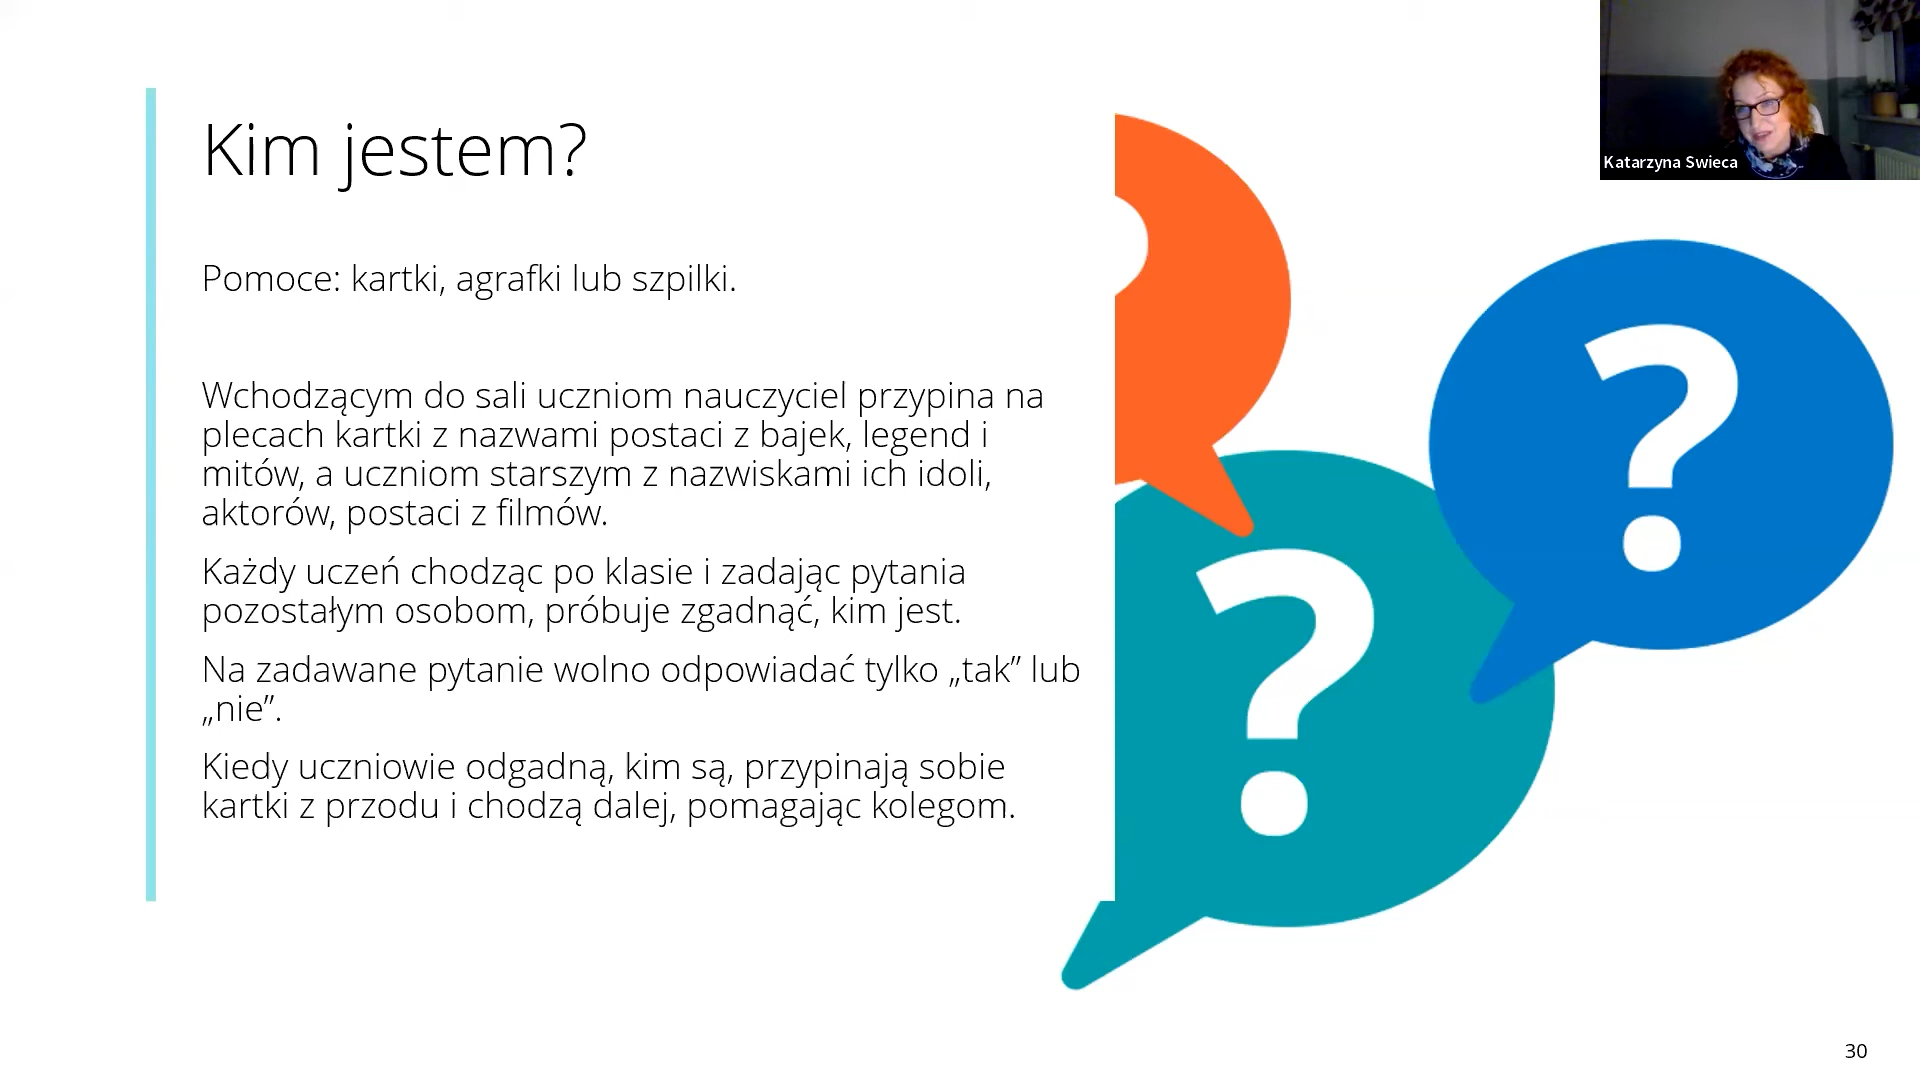 Kim jestem?
Pomoce: kartki, agrafki lub szpilki.
Wchodzącym do sali uczniom nauczyciel przypina na
plecach kartki z nazwami postaci z bajek, legend i
mitów, a uczniom starszym z nazwiskami ich idoli,
aktorów, postaci z filmów.
Każdy uczeń chodząc po klasie i zadając pytania
pozostałym osobom, próbuje zgadnąć, kim jest.
Na zadawane pytanie wolno odpowiadać tylko „tak” lub
„nie”.
Kiedy uczniowie odgadną, kim są, przypinają sobie
kartki z przodu i chodzą dalej, pomagając kolegom.
?
?
Katarzyna Swieca
30